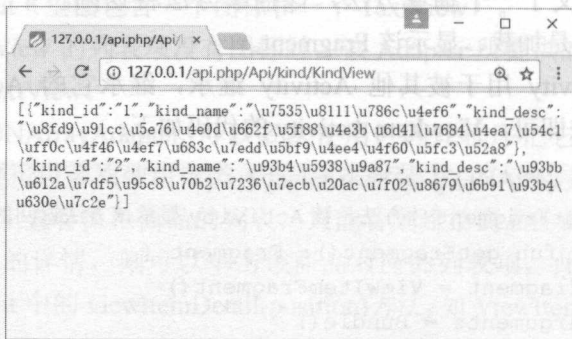 127.0.0.1/api.php/Api/
127.0.0.1/api.php/Api/kind/KindView
[{"kind_id":"1","kind_name":"\u7535\u8111\u786c\u4ef6","kind_desc":
"\u8fd9\u91cc\u5e76\u4e0d\u662f\u5f88\u4e3b\u6d41\u7684\u4ea7\u54c1
\uff0c\u4f46\u4ef7\u683c\u7edd\u5bf9\u4ee4\u4f60\u5fc3\u52a8"},
{"kind_id":"2","kind_name":"\u93b4\u5938\u9a87","kind_desc":"\u93bb
\u612a\u7df5\u95c8\u70b2\u7236\u7ecb\u20ac\u7f02\u8679\u6b91\u93b4\
u630e\u7c2e"}]